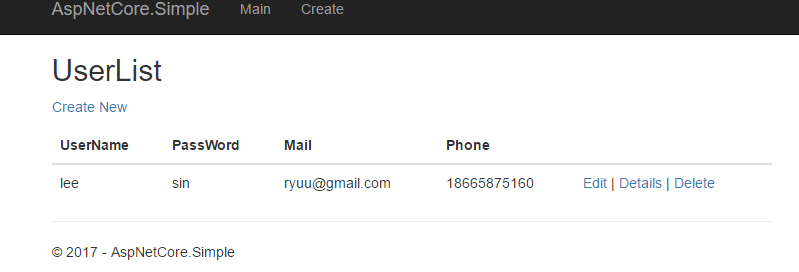 AspNetCore.Simple Main Create
UserList
Create New
UserName PassWord Mail Phone
lee sin ryuu@gmail.com 18665875160 Edit | Details | Delete
© 2017 - AspNetCore.Simple